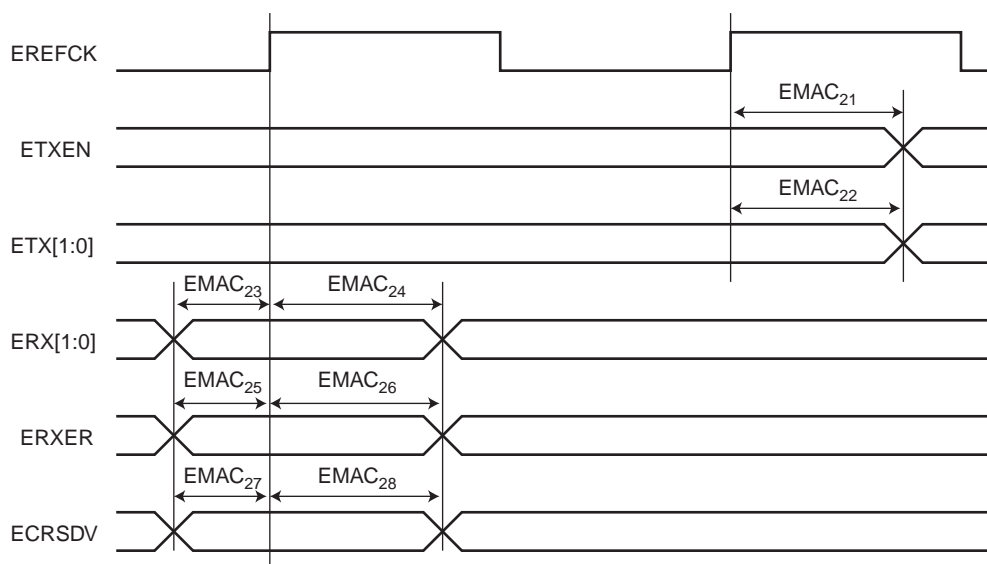 EREFCK
EMAC21
ETXEN
EMAC22
ETX[1:0]
EMAC23 EMAC24
ERX[1:0]
EMAC25 EMAC26
ERXER
EMAC27 EMAC28
ECRSDV